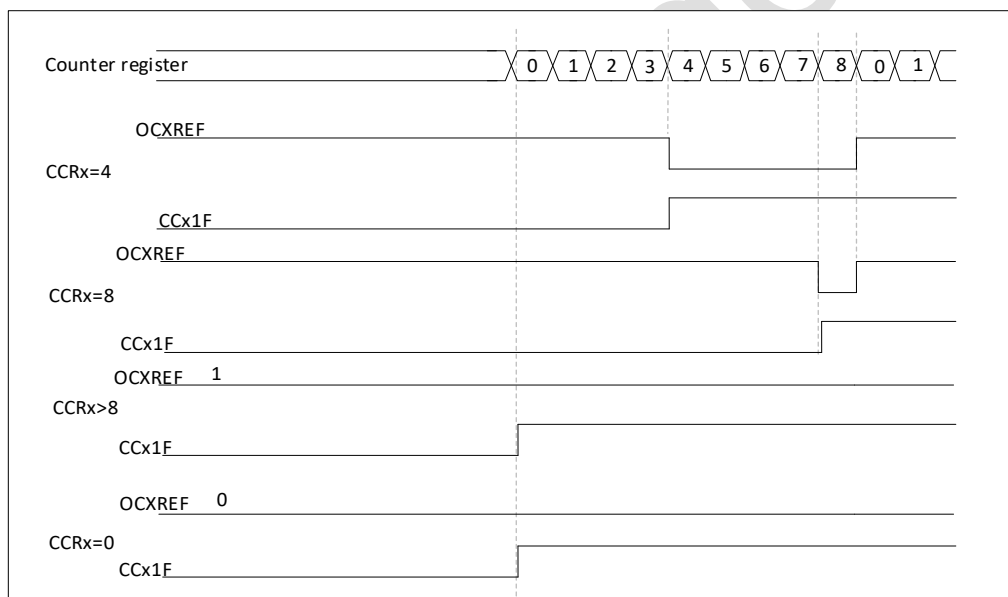 Counter register 0 1 2 3 4 5 6 7 8 0 1
OCXREF
CCRx=4
CCx1F
OCXREF
CCRx=8
CCx1F
OCXREF 1
CCRx>8
CCx1F
OCXREF 0
CCRx=0
CCx1F